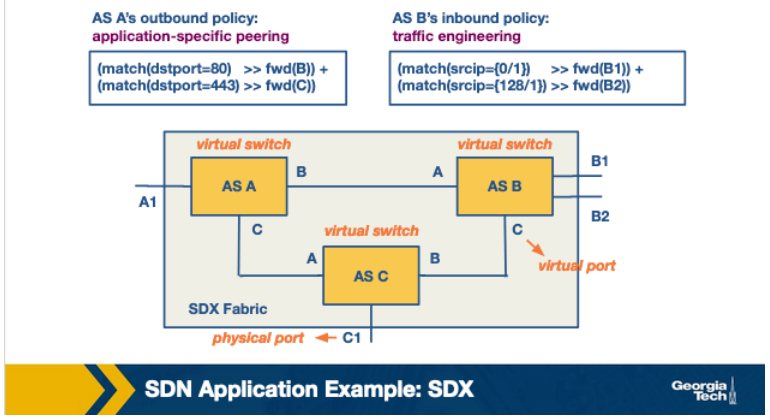 AS A's outbound policy:
application-specific peering
(match(dstport=80) >> fwd(B)) +
(match(dstport=443) >> fwd(C))
AS B's inbound policy:
traffic engineering
(match(srcip={0/1}) >> fwd(B1)) +
(match(srcip={128/1}) >> fwd(B2))
virtual switch
virtual switch
A1
AS A
B
A
AS B
B1
B2
C
C
virtual switch
virtual port
A
AS C
B
SDX Fabric
physical port
C1
SDN Application Example: SDX
Georgia
Tech